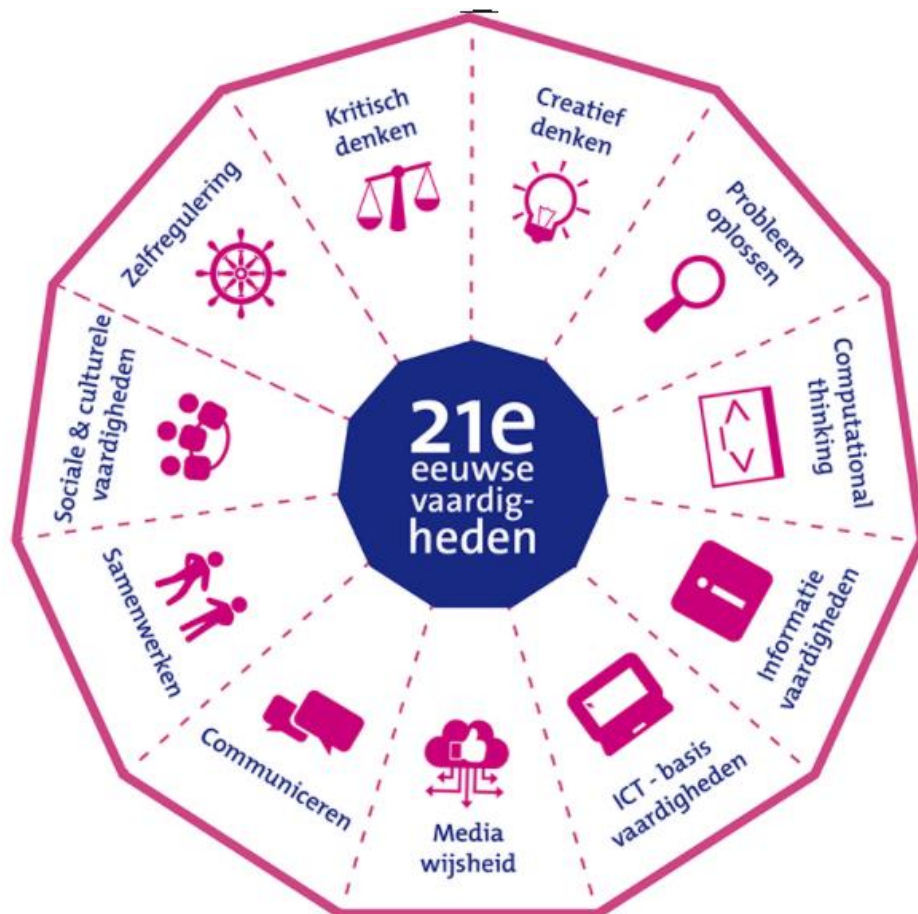 21e
eeuwse
vaardig-
heden
Kritisch
denken
Creatief
denken
Probleem
oplossen
Computational
thinking
Informatie
vaardigheden
ICT - basis
vaardigheden
Media
wijsheid
Communiceren
Samenwerken
Sociale & culturele
vaardigheden
Zelfregulering